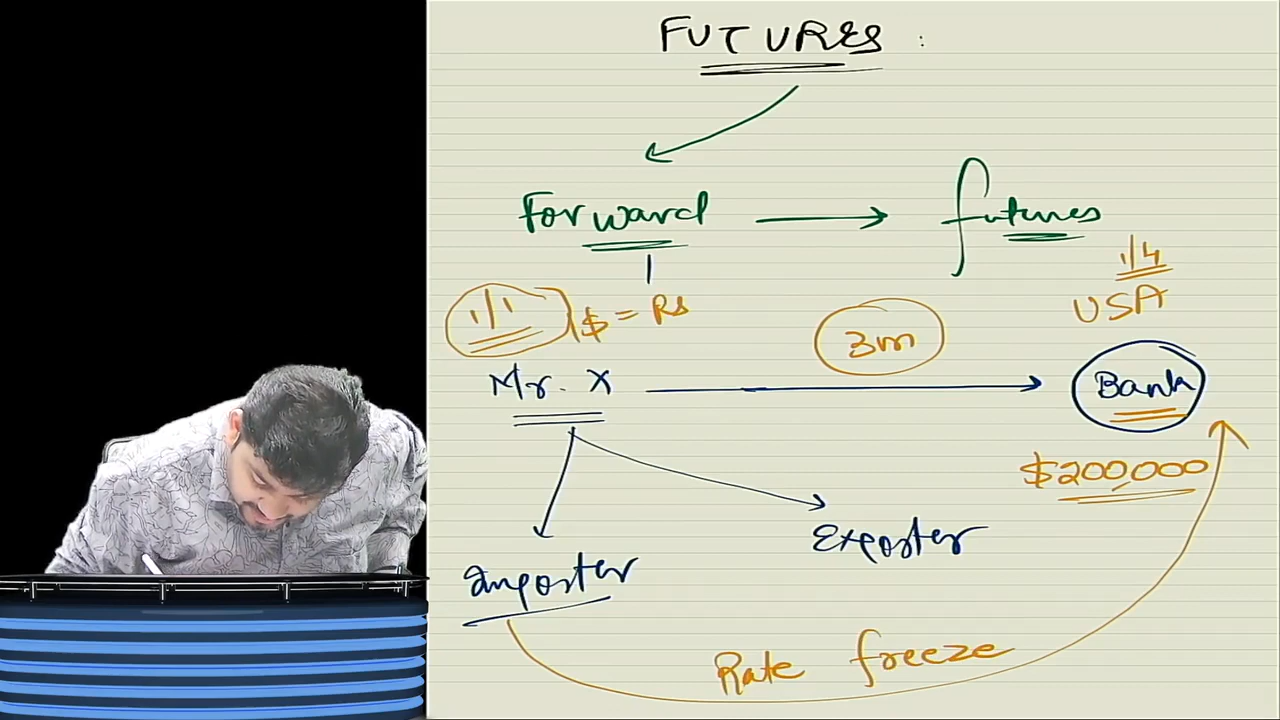 FUTURES :
Forward → futures
1/4
1/1 $ = Rs
USA
3m
Mr. X
Bank
$200,000
Exporter
Importer
Rate freeze